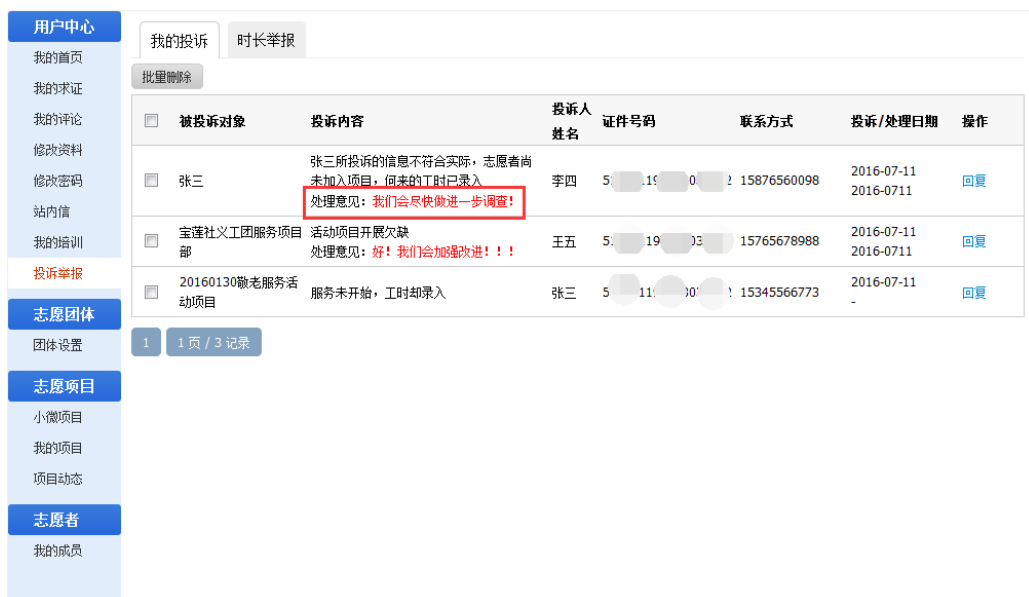 用户中心
我的首页
我的求证
我的评论
修改资料
修改密码
站内信
我的培训
投诉举报
志愿团体
团体设置
志愿项目
小微项目
我的项目
项目动态
志愿者
我的成员
我的投诉 时长举报
批量删除
被投诉对象 投诉内容 投诉人姓名 证件号码 联系方式 投诉/处理日期 操作
张三所投诉的信息不符合实际，志愿者尚
张三 未加入项目，何来的工时已录入 李四 15876560098 2016-07-11 回复
处理意见：我们会尽快做进一步调查！ 2016-0711
宝莲社义工团服务项目 活动项目开展欠缺 王五 15765678988 2016-07-11 回复
部 处理意见：好！我们会加强改进！！！ 2016-0711
20160130敬老服务活 服务未开始，工时却录入 张三 15345566773 2016-07-11 回复
动项目 -
1 1 页 / 3 记录